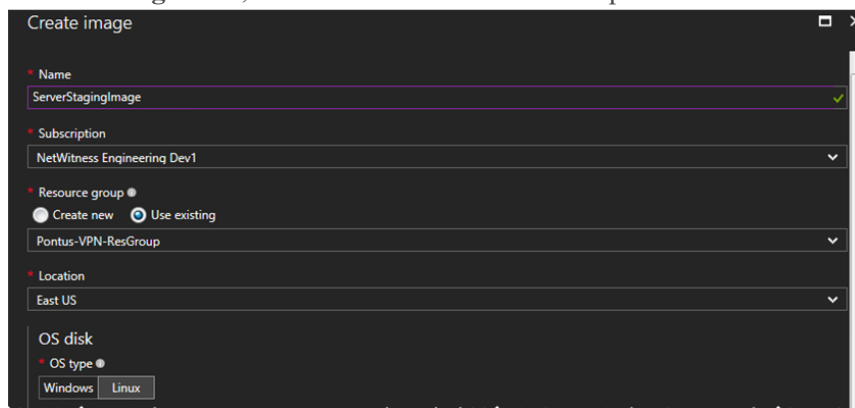 Create image
* Name
ServerStagingImage
* Subscription
NetWitness Engineering Dev1
* Resource group
Create new Use existing
Pontus-VPN-ResGroup
* Location
East US
OS disk
* OS type
Windows Linux